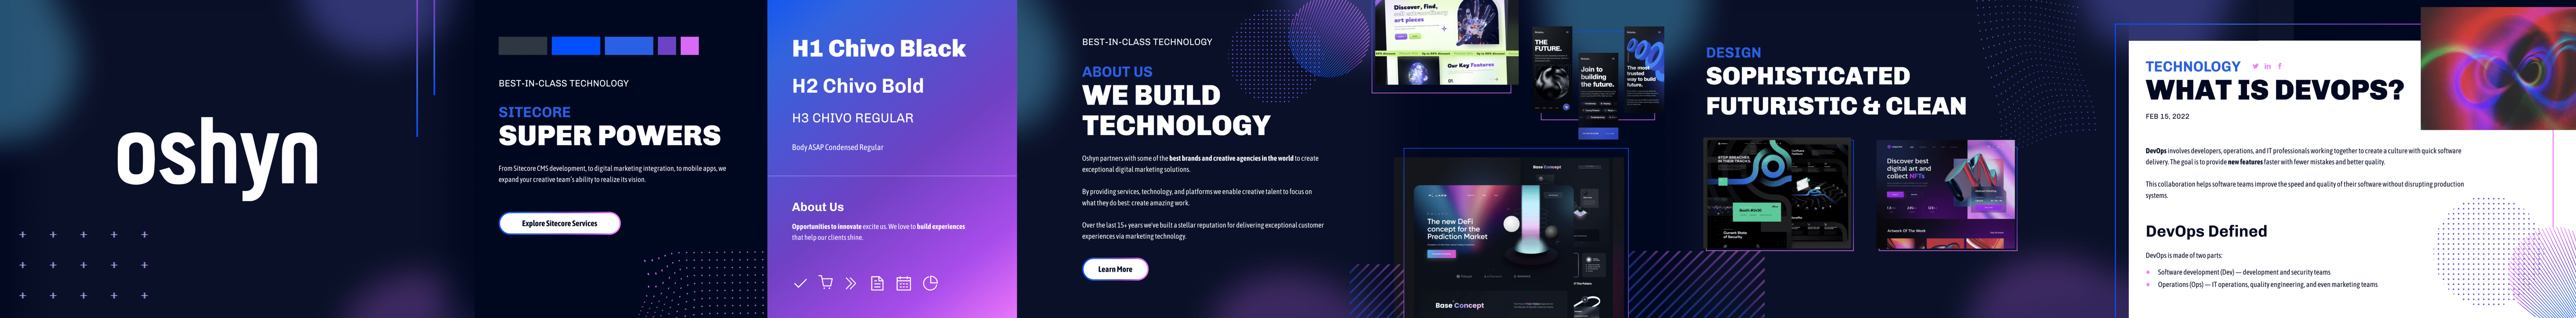 oshyn
BEST-IN-CLASS TECHNOLOGY
SITECORE
SUPER POWERS
From Sitecore CMS development, to digital marketing integration, to mobile apps, we
expand your creative team's ability to realize its vision.
Explore Sitecore Services
H1 Chivo Black
H2 Chivo Bold
H3 CHIVO REGULAR
Body ASAP Condensed Regular
About Us
Opportunities to innovate excite us. We love to build experiences
that help our clients shine.
BEST-IN-CLASS TECHNOLOGY
ABOUT US
WE BUILD
TECHNOLOGY
Oshyn partners with some of the best brands and creative agencies in the world to create
exceptional digital marketing solutions.
By providing services, technology, and platforms we enable creative talent to focus on
what they do best: create amazing work.
Over the last 15+ years we've built a stellar reputation for delivering exceptional customer
experiences via marketing technology.
Learn More
Discover, find,
art pieces
Our Key Features
THE
FUTURE.
Join to
building
the future.
The most
trusted
way to build
future.
Base Concept
The new DeFi
concept for the
Prediction Market
Base Concept
DESIGN
SOPHISTICATED
FUTURISTIC & CLEAN
STOP BREACHES
IN THEIR TRACKS
Booth #2430
Current State
of Security
Discover best
digital art and
collect NFTs
Artwork Of The Week
TECHNOLOGY
WHAT IS DEVOPS?
FEB 15, 2022
DevOps involves developers, operations, and IT professionals working together to create a culture with quick software
delivery. The goal is to provide new features faster with fewer mistakes and better quality.
This collaboration helps software teams improve the speed and quality of their software without disrupting production
systems.
DevOps Defined
DevOps is made of two parts:
Software development (Dev) — development and security teams
Operations (Ops) — IT operations, quality engineering, and even marketing teams